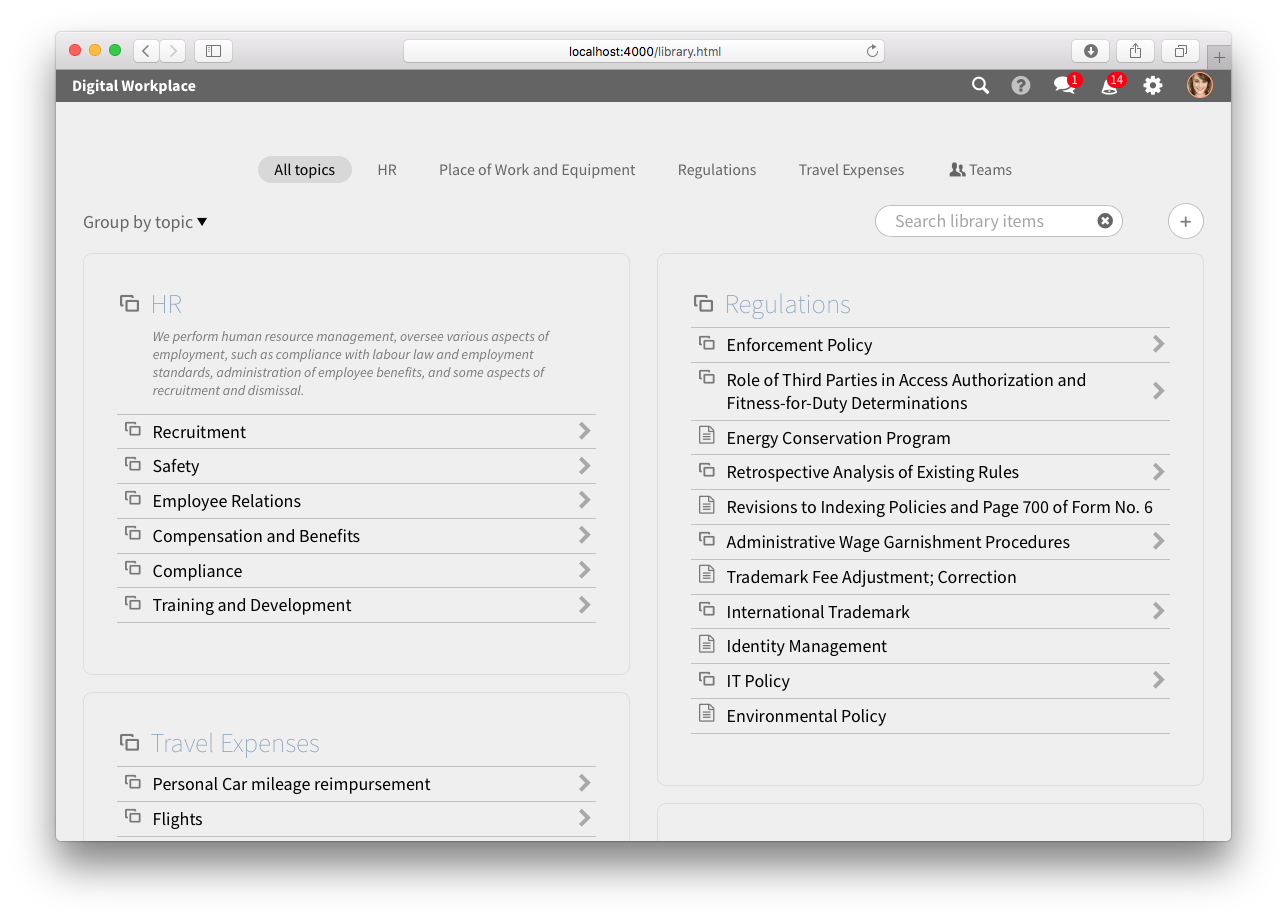 localhost:4000/library.html
Digital Workplace
1
14
All topics
HR
Place of Work and Equipment
Regulations
Travel Expenses
Teams
Group by topic
Search library items
HR
We perform human resource management, oversee various aspects of
employment, such as compliance with labour law and employment
standards, administration of employee benefits, and some aspects of
recruitment and dismissal.
Recruitment
Safety
Employee Relations
Compensation and Benefits
Compliance
Training and Development
Travel Expenses
Personal Car mileage reimpursement
Flights
Regulations
Enforcement Policy
Role of Third Parties in Access Authorization and
Fitness-for-Duty Determinations
Energy Conservation Program
Retrospective Analysis of Existing Rules
Revisions to Indexing Policies and Page 700 of Form No. 6
Administrative Wage Garnishment Procedures
Trademark Fee Adjustment; Correction
International Trademark
Identity Management
IT Policy
Environmental Policy